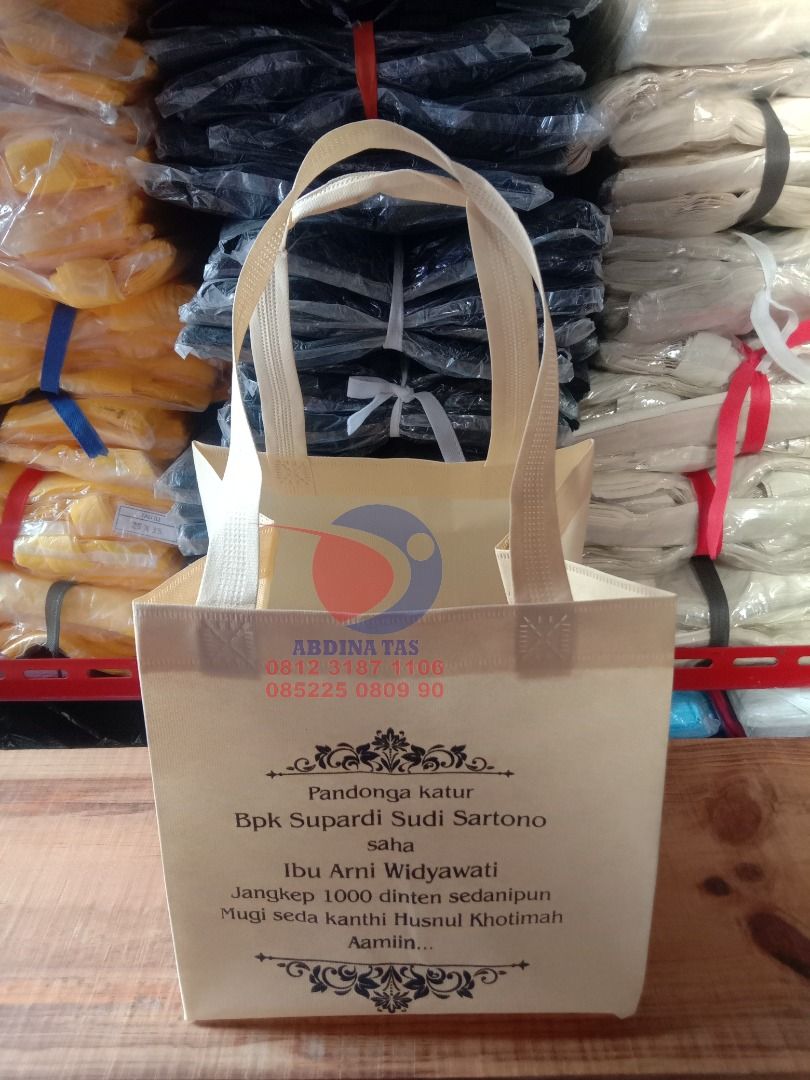 ABDINA TAS
0812 3187 1106
085225 0809 90
Pandonga katur
Bpk Supardi Sudi Sartono
saha
Ibu Arni Widyawati
Jangkep 1000 dinten sedanipun
Mugi seda kanthi Husnul Khotimah
Aamiin...